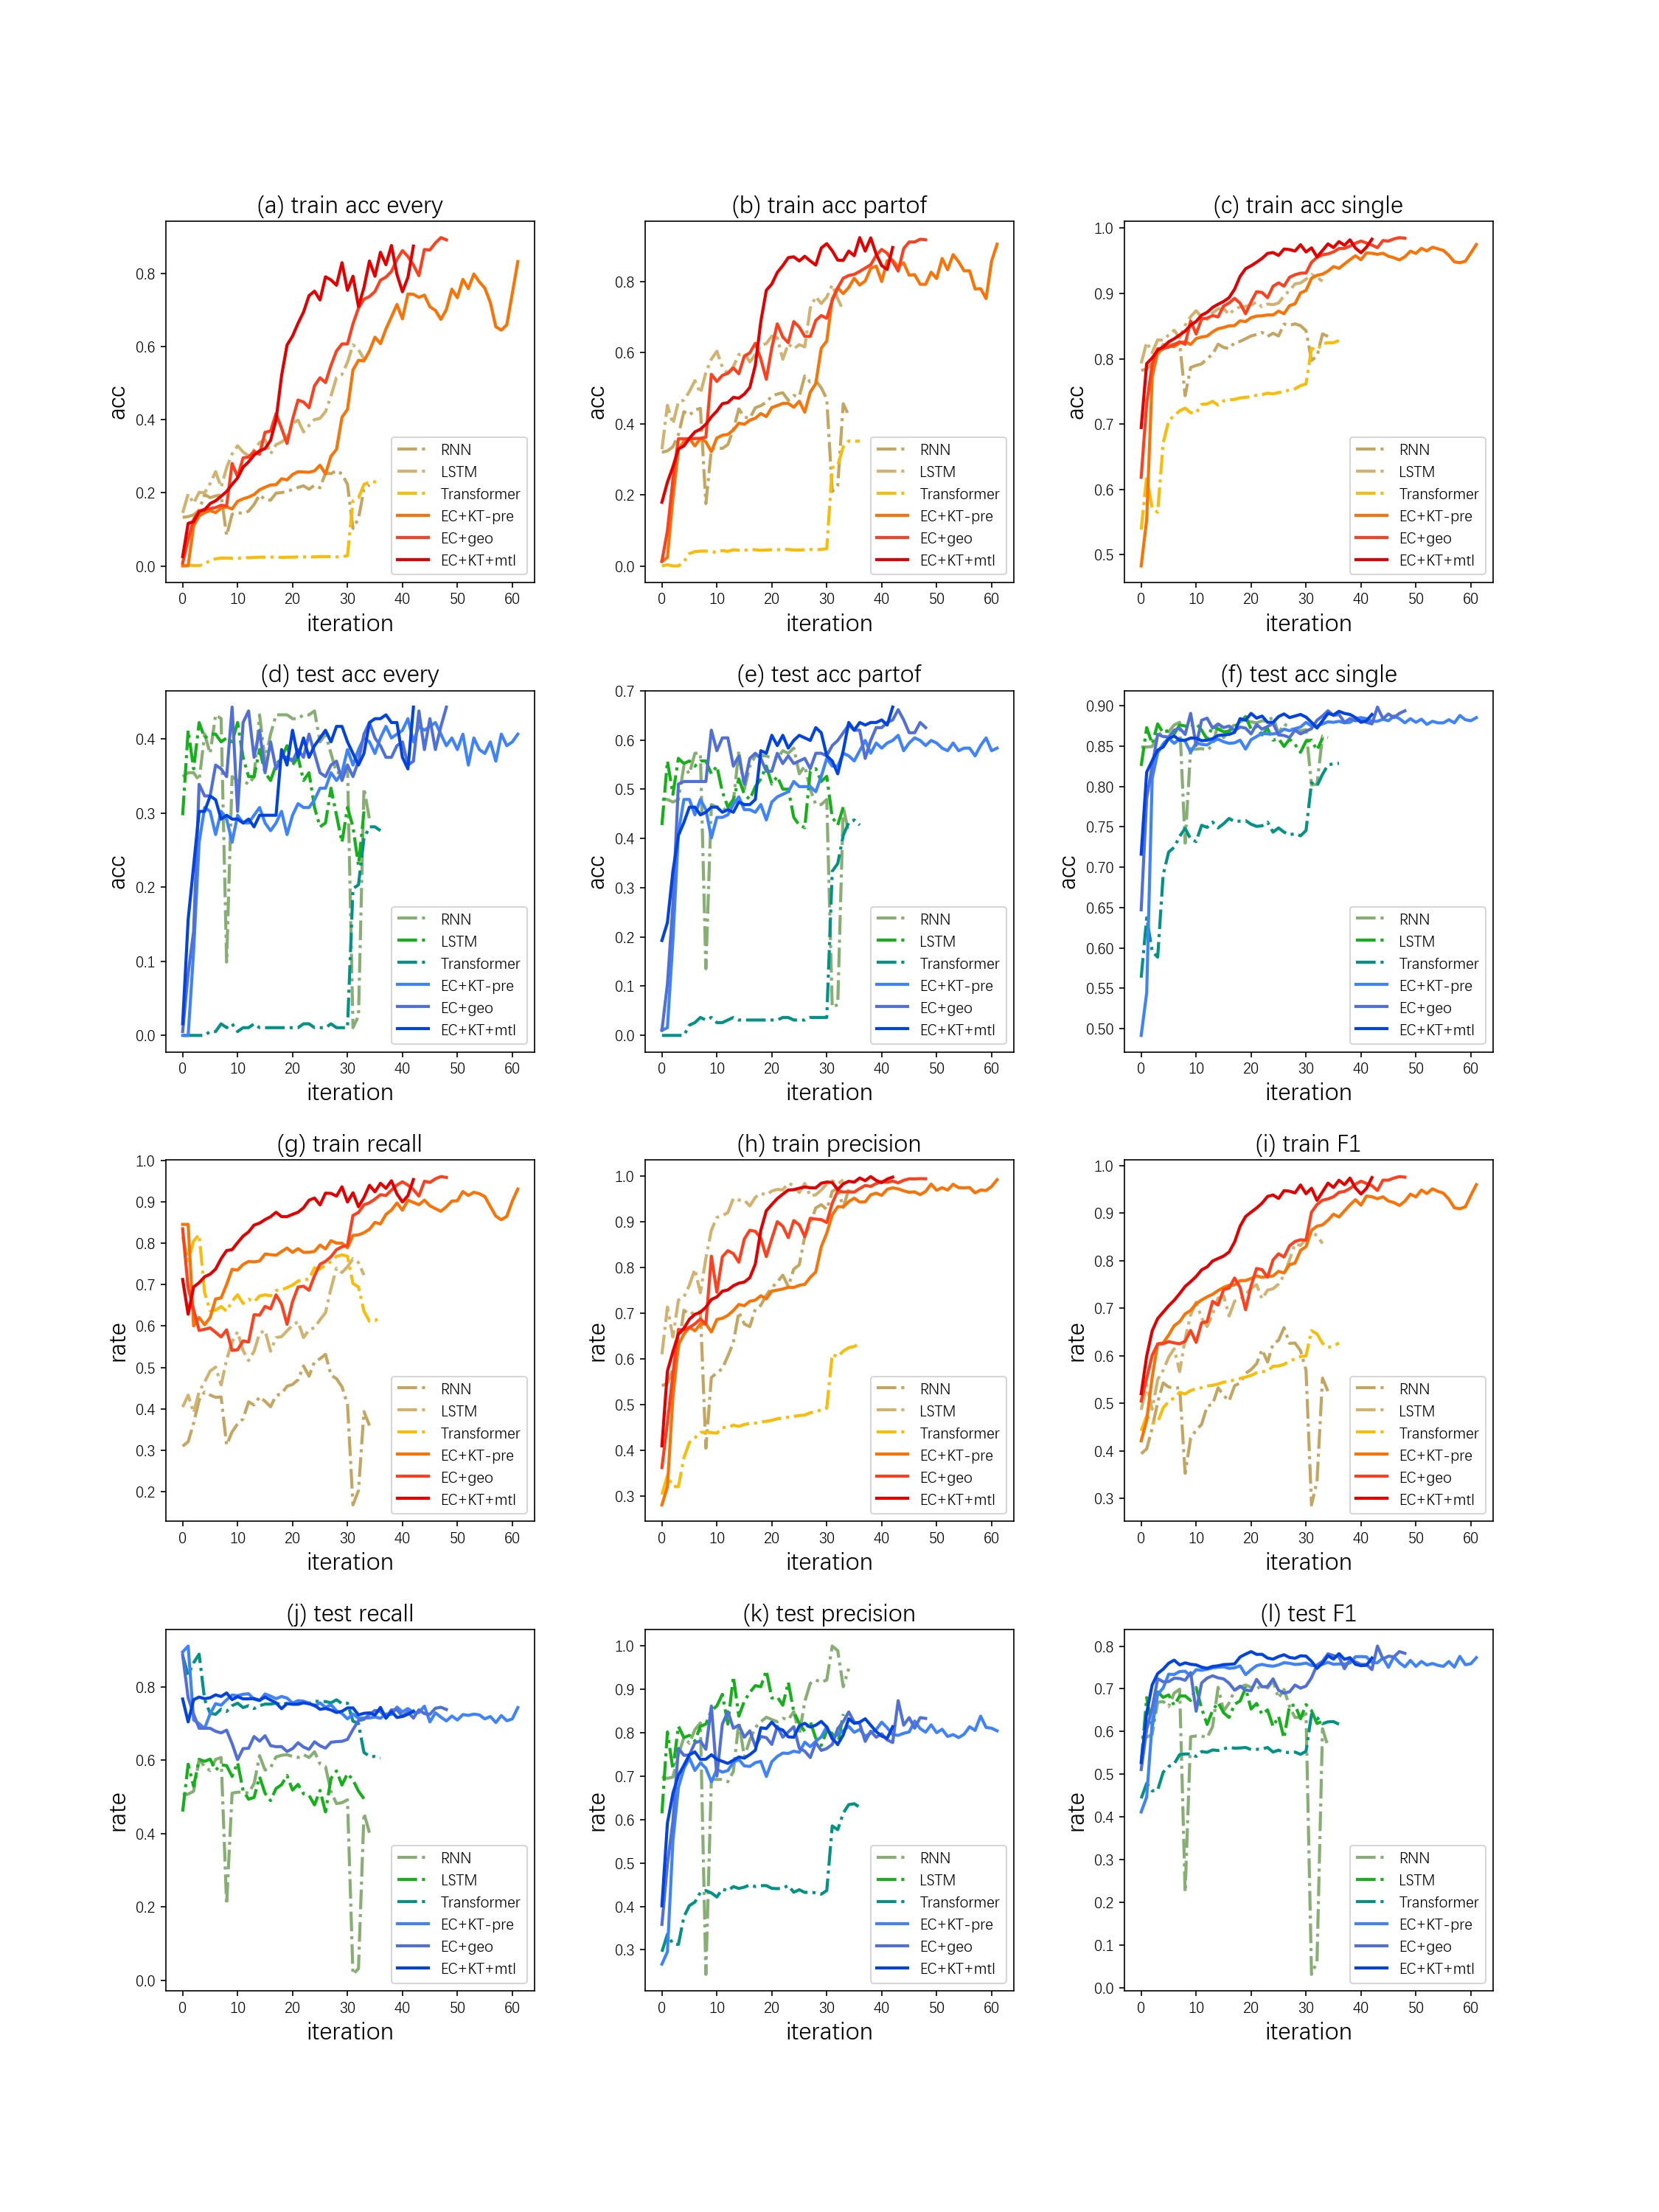 (a) train acc every
(b) train acc partof
(c) train acc single
acc
0.8
0.6
0.4
0.2
0.0
0 10 20 30 40 50 60
iteration
RNN
LSTM
Transformer
EC+KT-pre
EC+geo
EC+KT+mtl
acc
0.8
0.6
0.4
0.2
0.0
0 10 20 30 40 50 60
iteration
RNN
LSTM
Transformer
EC+KT-pre
EC+geo
EC+KT+mtl
acc
1.0
0.9
0.8
0.7
0.6
0.5
0 10 20 30 40 50 60
iteration
RNN
LSTM
Transformer
EC+KT-pre
EC+geo
EC+KT+mtl
(d) test acc every
(e) test acc partof
(f) test acc single
acc
0.4
0.3
0.2
0.1
0.0
0 10 20 30 40 50 60
iteration
RNN
LSTM
Transformer
EC+KT-pre
EC+geo
EC+KT+mtl
acc
0.7
0.6
0.5
0.4
0.3
0.2
0.1
0.0
0 10 20 30 40 50 60
iteration
RNN
LSTM
Transformer
EC+KT-pre
EC+geo
EC+KT+mtl
acc
0.90
0.85
0.80
0.75
0.70
0.65
0.60
0.55
0.50
0 10 20 30 40 50 60
iteration
RNN
LSTM
Transformer
EC+KT-pre
EC+geo
EC+KT+mtl
(g) train recall
(h) train precision
(i) train F1
rate
1.0
0.9
0.8
0.7
0.6
0.5
0.4
0.3
0.2
0 10 20 30 40 50 60
iteration
RNN
LSTM
Transformer
EC+KT-pre
EC+geo
EC+KT+mtl
rate
1.0
0.9
0.8
0.7
0.6
0.5
0.4
0.3
0 10 20 30 40 50 60
iteration
RNN
LSTM
Transformer
EC+KT-pre
EC+geo
EC+KT+mtl
rate
1.0
0.9
0.8
0.7
0.6
0.5
0.4
0.3
0 10 20 30 40 50 60
iteration
RNN
LSTM
Transformer
EC+KT-pre
EC+geo
EC+KT+mtl
(j) test recall
(k) test precision
(l) test F1
rate
0.8
0.6
0.4
0.2
0.0
0 10 20 30 40 50 60
iteration
RNN
LSTM
Transformer
EC+KT-pre
EC+geo
EC+KT+mtl
rate
1.0
0.9
0.8
0.7
0.6
0.5
0.4
0.3
0 10 20 30 40 50 60
iteration
RNN
LSTM
Transformer
EC+KT-pre
EC+geo
EC+KT+mtl
rate
0.8
0.7
0.6
0.5
0.4
0.3
0.2
0.1
0.0
0 10 20 30 40 50 60
iteration
RNN
LSTM
Transformer
EC+KT-pre
EC+geo
EC+KT+mtl